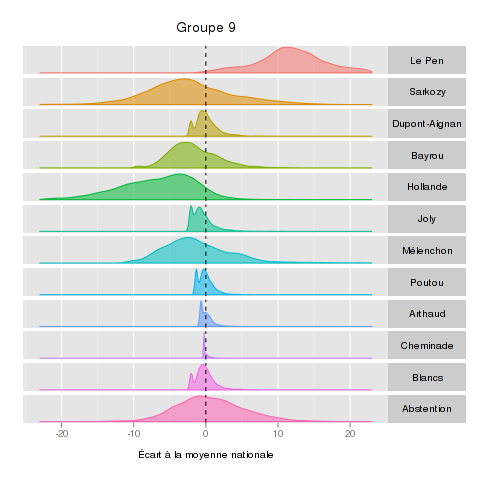 Groupe 9
Le Pen
Sarkozy
Dupont-Aignan
Bayrou
Hollande
Joly
Mélenchon
Poutou
Arthaud
Cheminade
Blancs
Abstention
-20 -10 0 10 20
Écart à la moyenne nationale